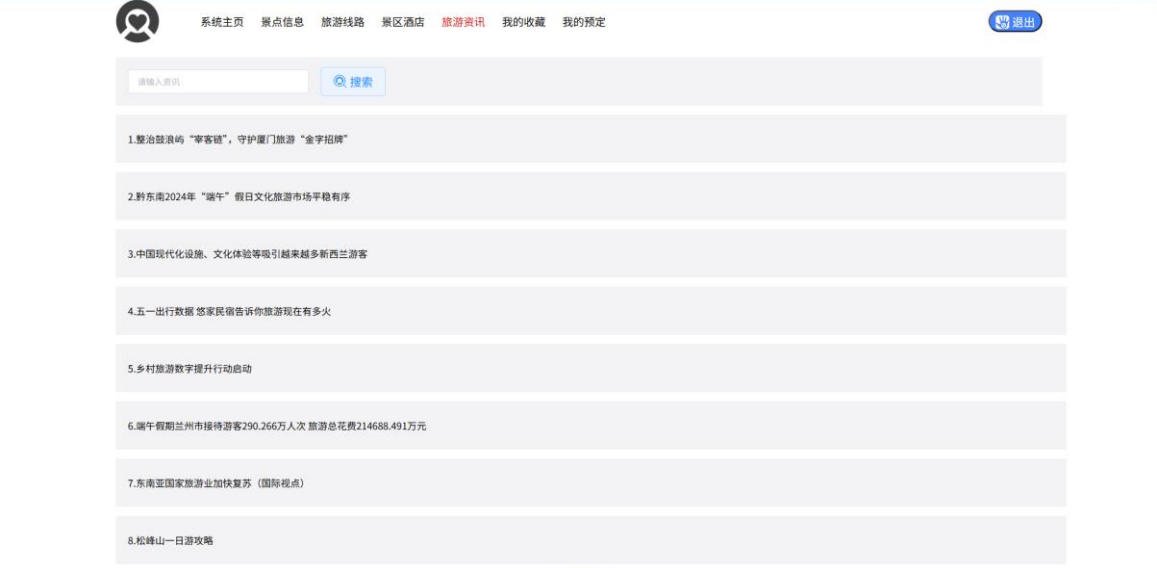 系统主页 景点信息 旅游线路 景区酒店 旅游资讯 我的收藏 我的预定 退出
请输入资讯 搜索
1.整治鼓浪屿“宰客链”，守护厦门旅游“金字招牌”
2.黔东南2024年“端午”假日文化旅游市场平稳有序
3.中国现代化设施、文化体验等吸引越来越多新西兰游客
4.五一出行数据 悠家民宿告诉你旅游现在有多火
5.乡村旅游数字提升行动启动
6.端午假期兰州市接待游客290.266万人次 旅游总花费214688.491万元
7.东南亚国家旅游业加快复苏（国际视点）
8.松峰山一日游攻略